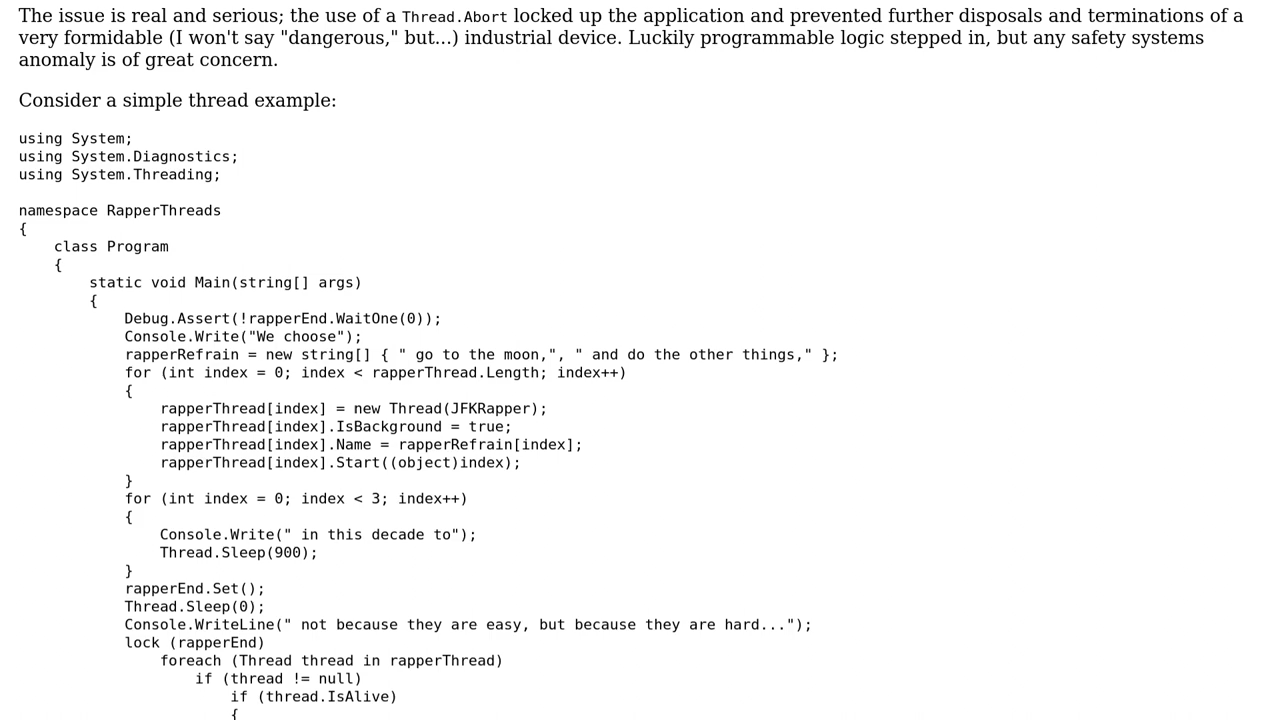 The issue is real and serious; the use of a Thread.Abort locked up the application and prevented further disposals and terminations of a
very formidable (I won't say "dangerous," but...) industrial device. Luckily programmable logic stepped in, but any safety systems
anomaly is of great concern.
Consider a simple thread example:
using System;
using System.Diagnostics;
using System.Threading;
namespace RapperThreads
{
    class Program
    {
        static void Main(string[] args)
        {
            Debug.Assert(!rapperEnd.WaitOne(0));
            Console.Write("We choose");
            rapperRefrain = new string[] { " go to the moon,", " and do the other things," };
            for (int index = 0; index < rapperThread.Length; index++)
            {
                rapperThread[index] = new Thread(JFKRapper);
                rapperThread[index].IsBackground = true;
                rapperThread[index].Name = rapperRefrain[index];
                rapperThread[index].Start((object)index);
            }
            for (int index = 0; index < 3; index++)
            {
                Console.Write(" in this decade to");
                Thread.Sleep(900);
            }
            rapperEnd.Set();
            Thread.Sleep(0);
            Console.WriteLine(" not because they are easy, but because they are hard...");
            lock (rapperEnd)
                foreach (Thread thread in rapperThread)
                    if (thread != null)
                        if (thread.IsAlive)
                        {